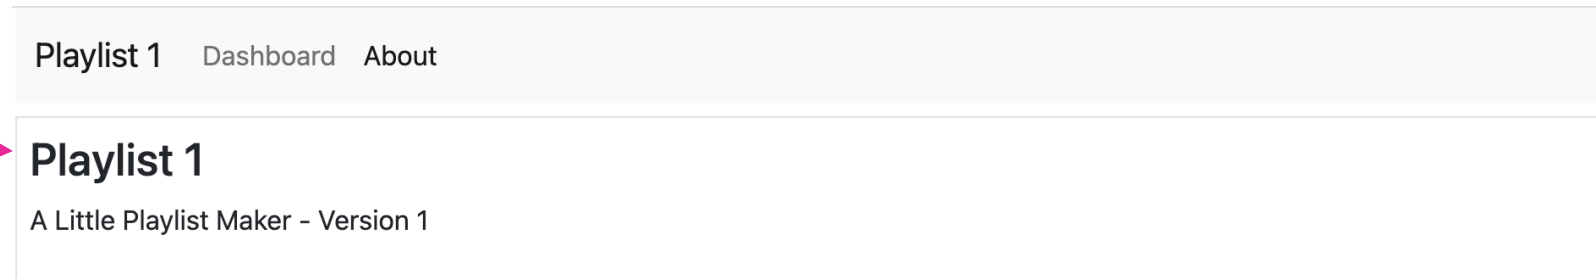 Playlist 1 Dashboard About
Playlist 1
A Little Playlist Maker - Version 1